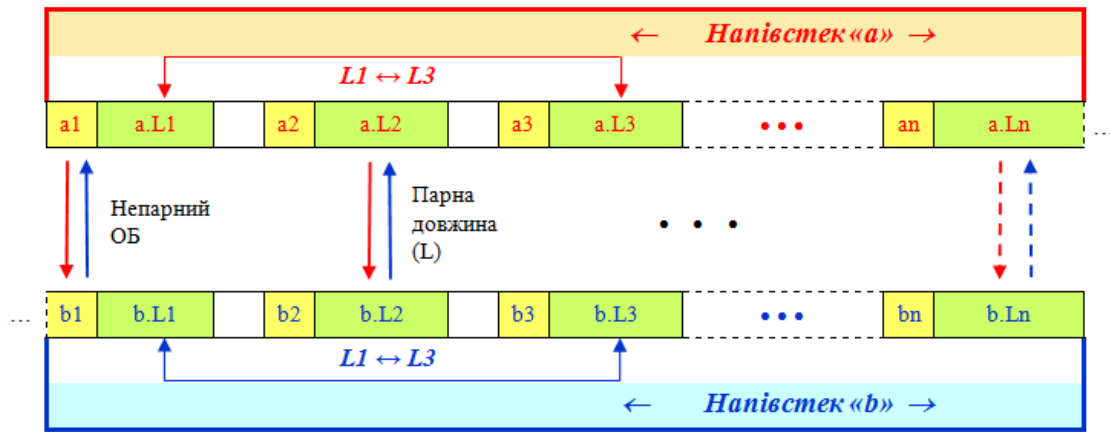 ← Напівстек «a» →
L1 ↔ L3
a1 a.L1 a2 a.L2 a3 a.L3 • • • an a.Ln ...
Непарний
ОБ
Парна
довжина
(L)
• • •
... b1 b.L1 b2 b.L2 b3 b.L3 • • • bn b.Ln
L1 ↔ L3
← Напівстек «b» →